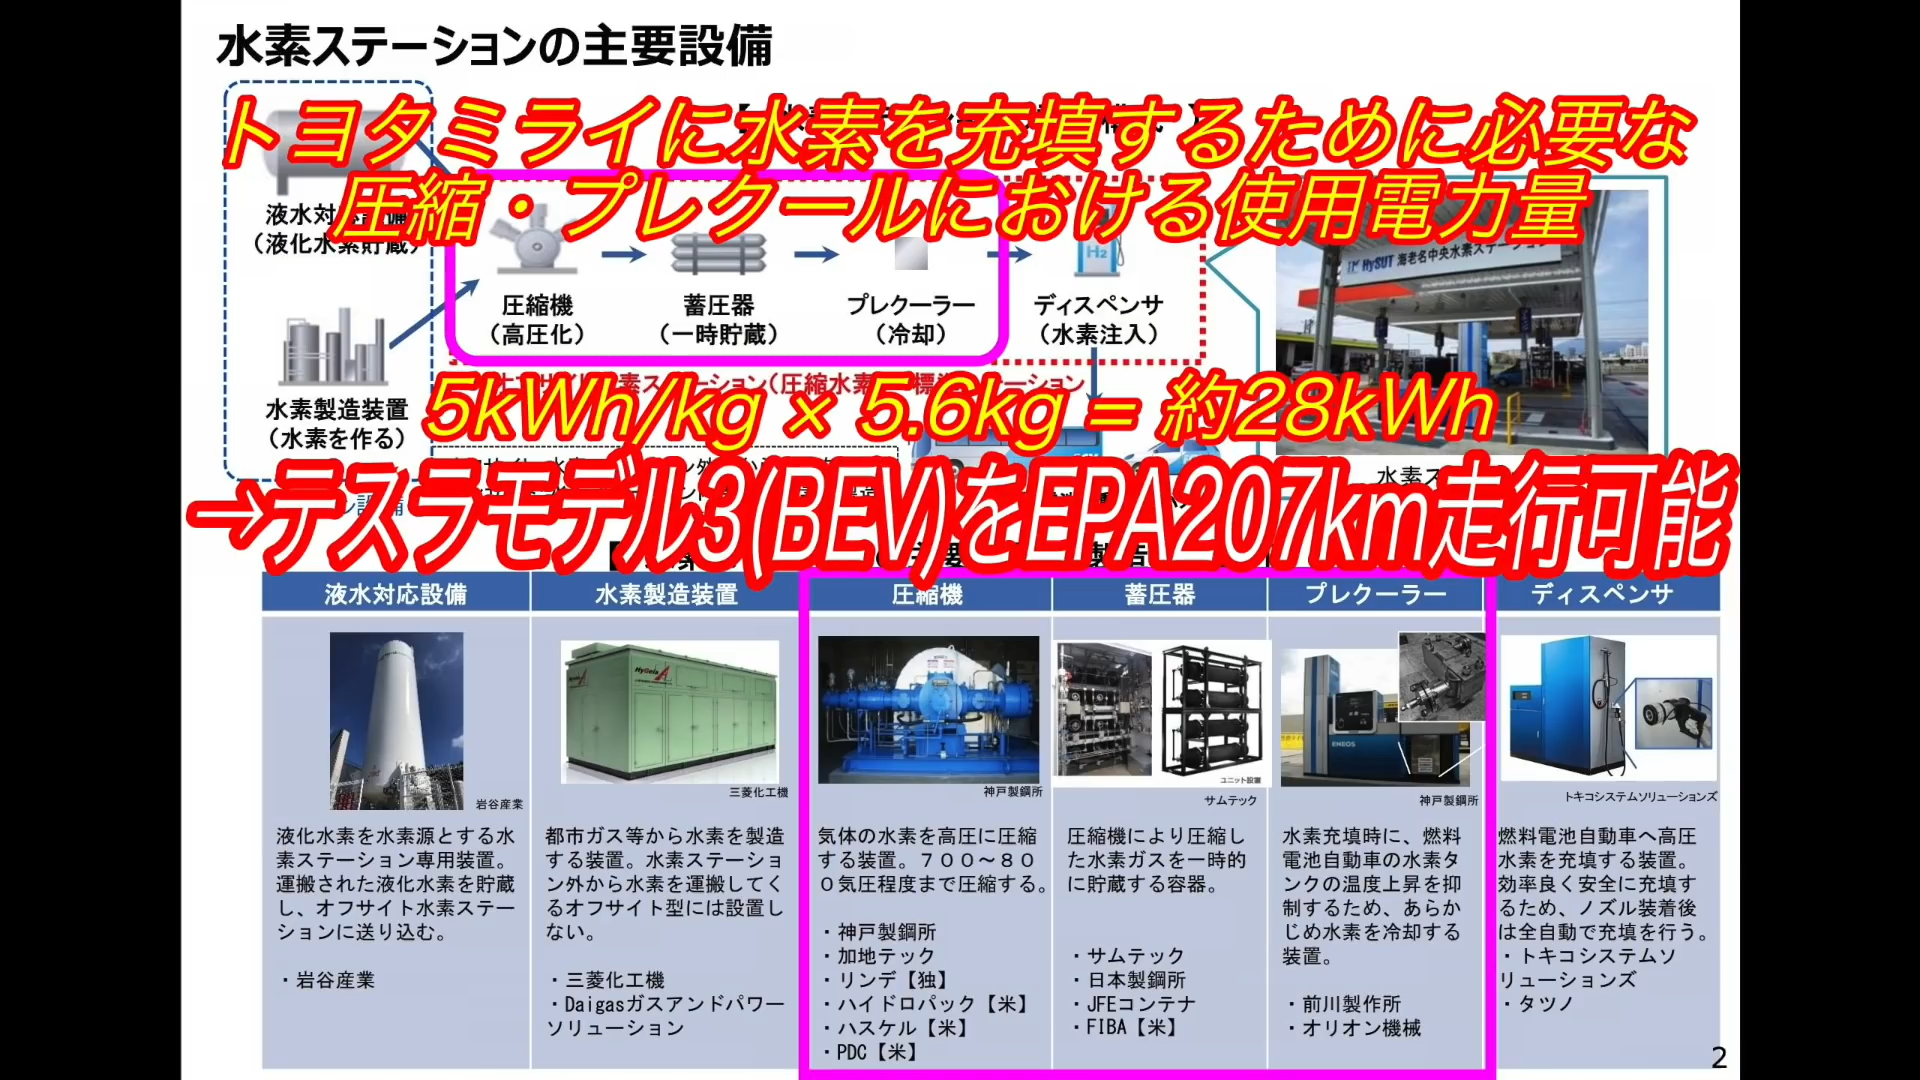 水素ステーションの主要設備
トヨタミライに水素を充填するために必要な
圧縮・プレクールにおける使用電力量
（液化水素貯蔵）
圧縮機
（高圧化）
蓄圧器
（一時貯蔵）
プレクーラー
（冷却）
H2
ディスペンサ
（水素注入）
HySUT 海老名中央水素ステーション
水素製造装置
（水素を作る）
5kWh/kg × 5.6kg = 約28kWh
→テスラモデル3(BEV)をEPA207km走行可能
液水対応設備
水素製造装置
圧縮機
蓄圧器
プレクーラー
ディスペンサ
岩谷産業
液化水素を水素源とする水
素ステーション専用装置。
運搬された液化水素を貯蔵
し、オフサイト水素ステー
ションに送り込む。
・岩谷産業
三菱化工機
都市ガス等から水素を製造
する装置。水素ステーショ
ン外から水素を運搬してく
るオフサイト型には設置し
ない。
・三菱化工機
・Daigasガスアンドパワー
ソリューション
神戸製鋼所
気体の水素を高圧に圧縮
する装置。７００～８０
０気圧程度まで圧縮する。
・神戸製鋼所
・加地テック
・リンデ【独】
・ハイドロパック【米】
・ハスケル【米】
・PDC【米】
ユニット設置
サムテック
圧縮機により圧縮し
た水素ガスを一時的
に貯蔵する容器。
・サムテック
・日本製鋼所
・JFEコンテナ
・FIBA【米】
ENEOS
神戸製鋼所
水素充填時に、燃料
電池自動車の水素タ
ンクの温度上昇を抑
制するため、あらか
じめ水素を冷却する
装置。
・前川製作所
・オリオン機械
トキコシステムソリューションズ
燃料電池自動車へ高圧
水素を充填する装置。
効率良く安全に充填す
るため、ノズル装着後
は全自動で充填を行う。
・トキコシステムソ
リューションズ
・タツノ
2